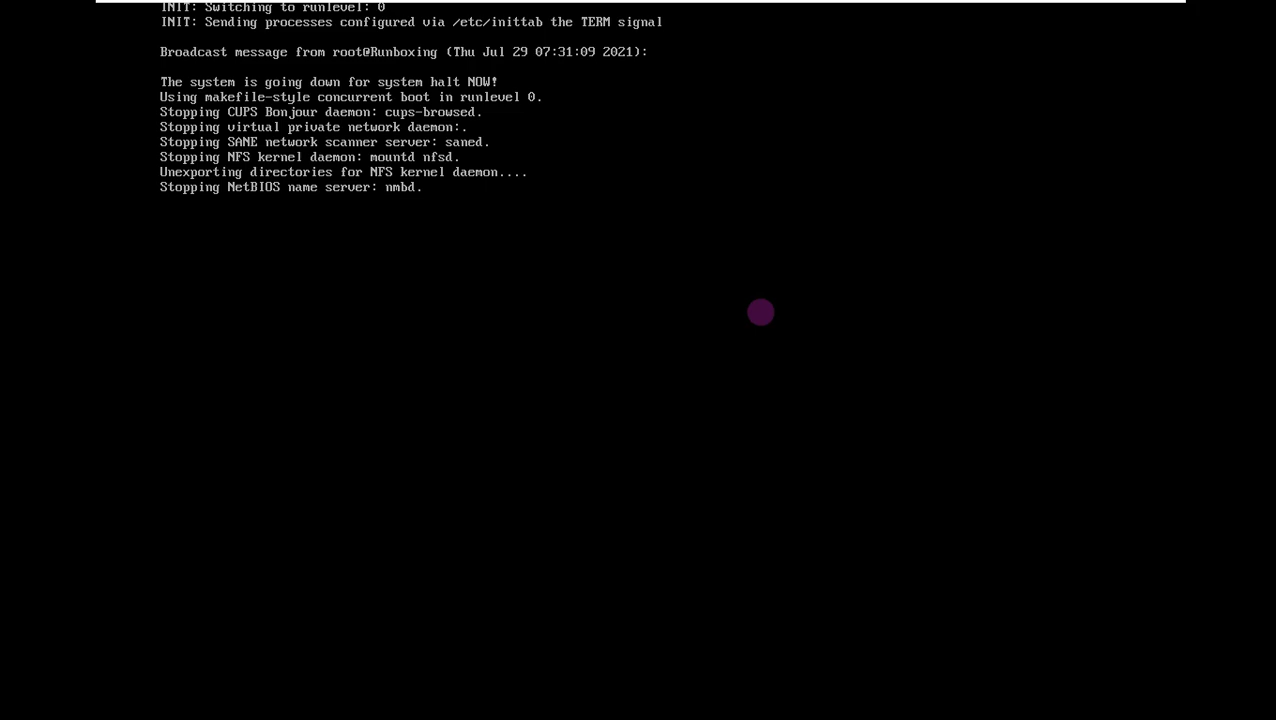 INIT: Switching to runlevel: 0
INIT: Sending processes configured via /etc/inittab the TERM signal
Broadcast message from root@Runboxing (Thu Jul 29 07:31:09 2021):
The system is going down for system halt NOW!
Using makefile-style concurrent boot in runlevel 0.
Stopping CUPS Bonjour daemon: cups-browsed.
Stopping virtual private network daemon:.
Stopping SANE network scanner server: saned.
Stopping NFS kernel daemon: mountd nfsd.
Unexporting directories for NFS kernel daemon....
Stopping NetBIOS name server: nmbd.